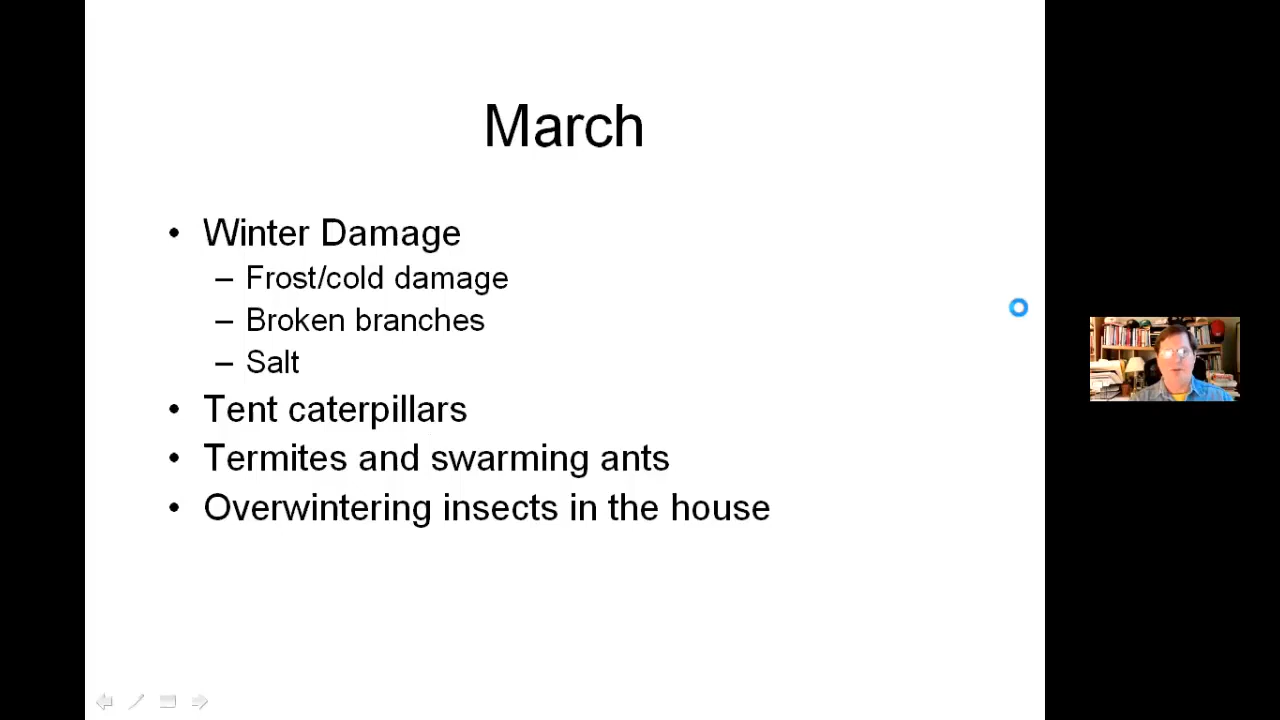 March
• Winter Damage
– Frost/cold damage
– Broken branches
– Salt
• Tent caterpillars
• Termites and swarming ants
• Overwintering insects in the house